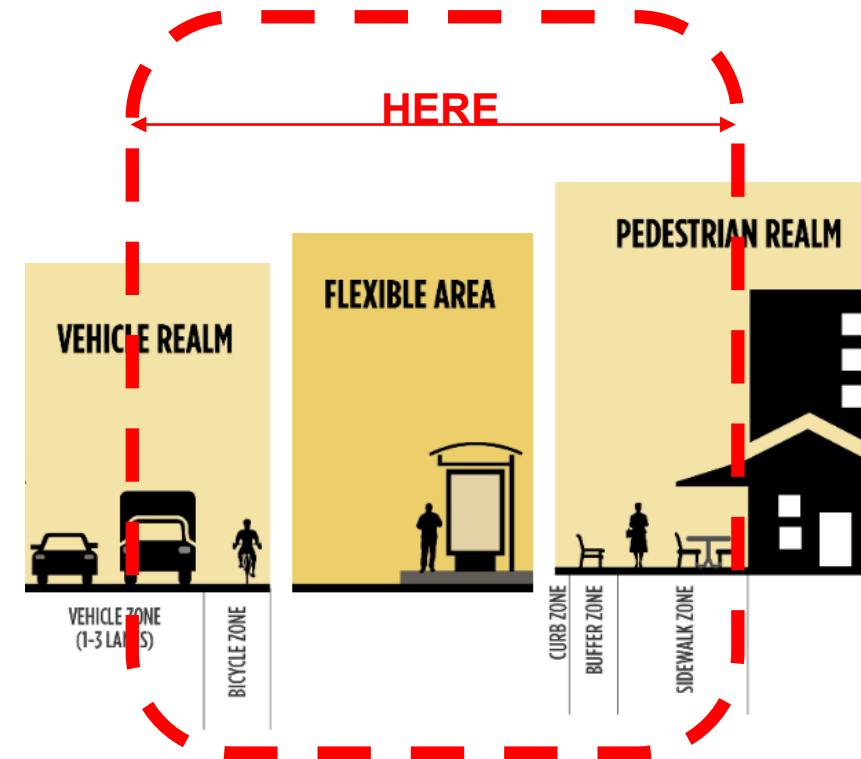 HERE
PEDESTRIAN REALM
FLEXIBLE AREA
VEHICLE REALM
VEHICLE ZONE
(1-3 LANES)
BICYCLE ZONE
CURB ZONE
BUFFER ZONE
SIDEWALK ZONE